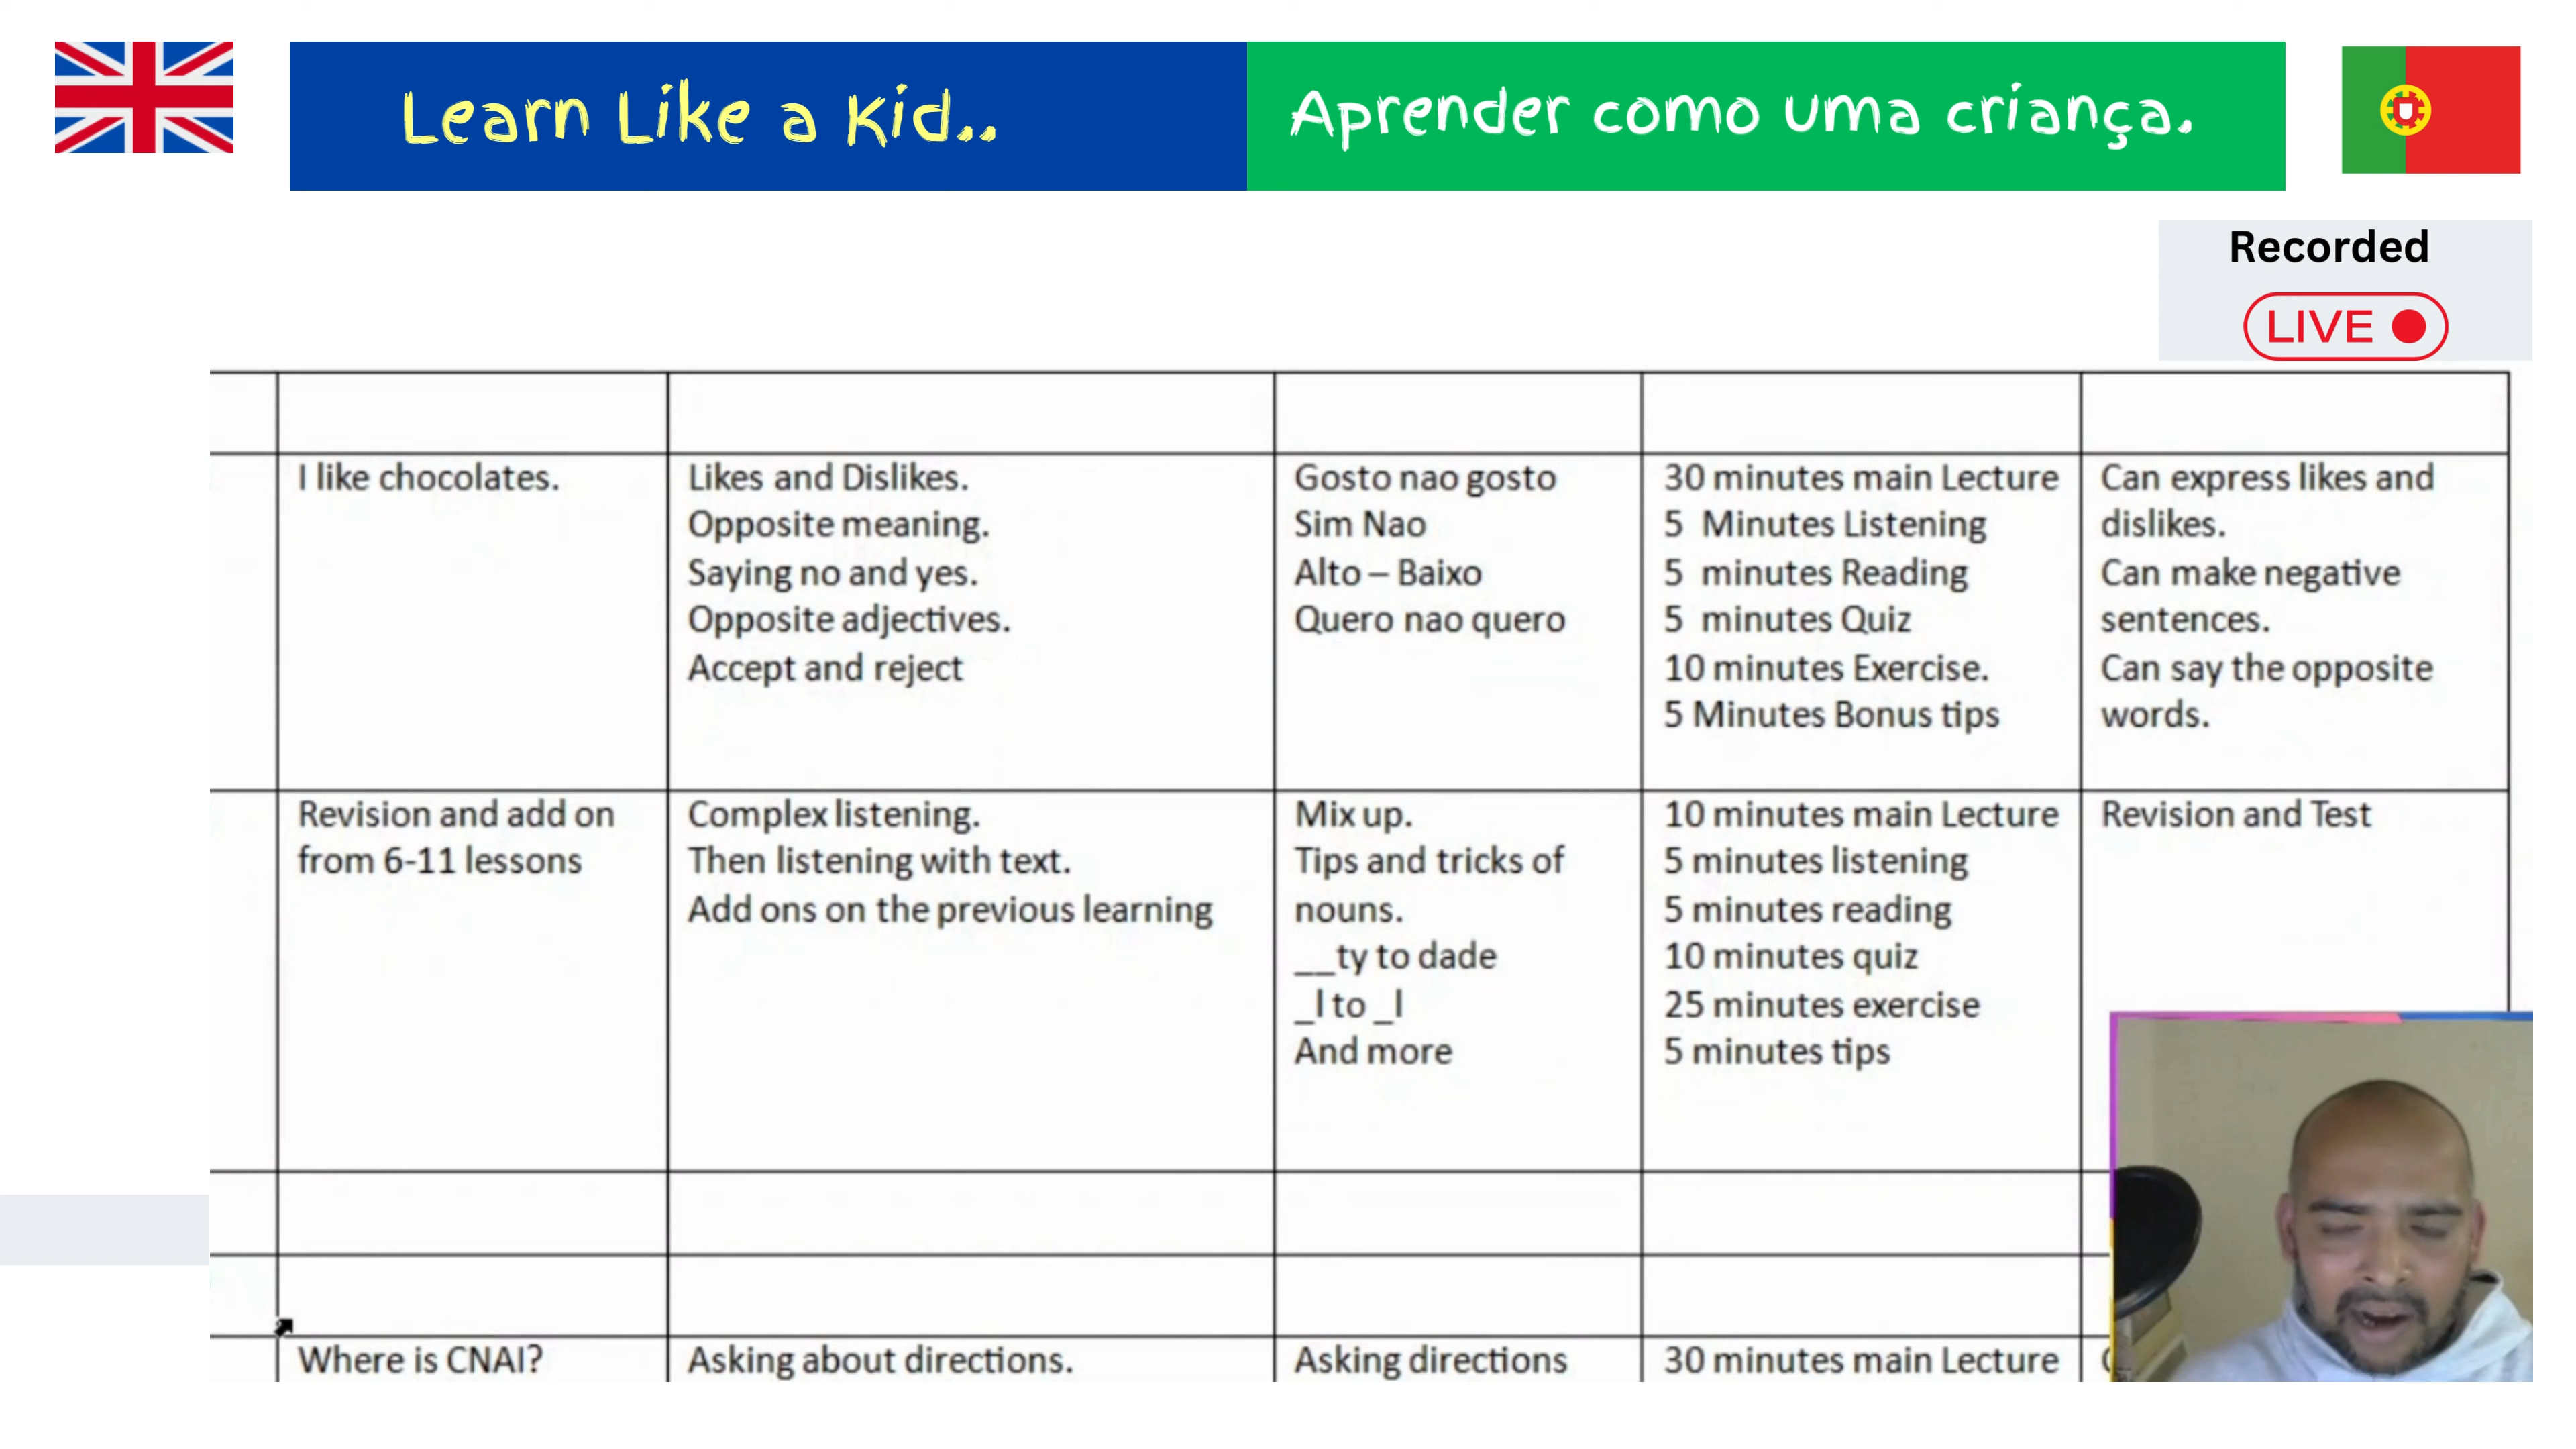 Learn Like a Kid..
Aprender como uma criança.
Recorded
LIVE
I like chocolates.
Likes and Dislikes.
Opposite meaning.
Saying no and yes.
Opposite adjectives.
Accept and reject
Gosto nao gosto
Sim Nao
Alto – Baixo
Quero nao quero
30 minutes main Lecture
5 Minutes Listening
5 minutes Reading
5 minutes Quiz
10 minutes Exercise.
5 Minutes Bonus tips
Can express likes and
dislikes.
Can make negative
sentences.
Can say the opposite
words.
Revision and add on
from 6-11 lessons
Complex listening.
Then listening with text.
Add ons on the previous learning
Mix up.
Tips and tricks of
nouns.
__ty to dade
_l to _l
And more
10 minutes main Lecture
5 minutes listening
5 minutes reading
10 minutes quiz
25 minutes exercise
5 minutes tips
Revision and Test
Where is CNAI?
Asking about directions.
Asking directions
30 minutes main Lecture